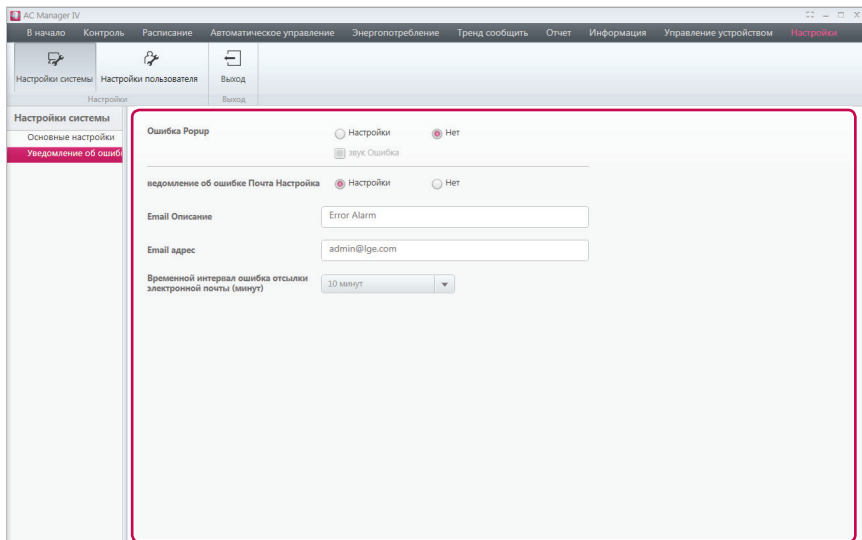 AC Manager IV
В начало Контроль Расписание Автоматическое управление Энергопотребление Тренд сообщить Отчет Информация Управление устройством Настройки
Настройки системы Настройки пользователя Выход
Настройки Выход
Настройки системы
Основные настройки
Уведомление об ошибі
Ошибка Popup Настройки Нет
звук Ошибка
ведомление об ошибке Почта Настройка Настройки Нет
Email Описание Error Alarm
Email адрес admin@lge.com
Временной интервал ошибка отсылки
электронной почты (минут) 10 минут